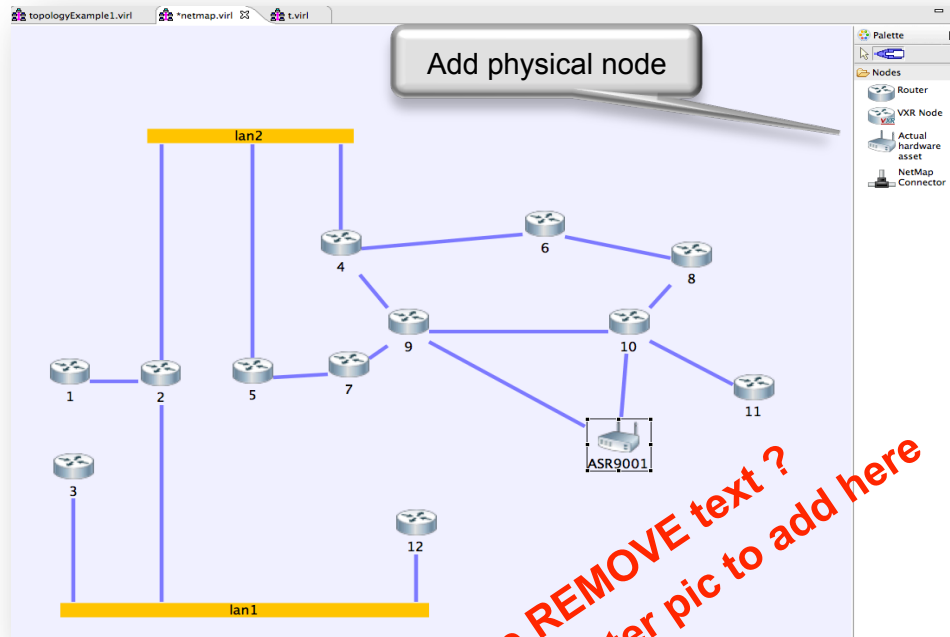 topologyExample1.virl
*netmap.virl
t.virl
Add physical node
Palette
Nodes
Router
VXR Node
VXR
Actual
hardware
asset
NetMap
Connector
lan2
4
6
8
9
10
1
2
5
7
11
ASR9001
3
12
lan1
REMOVE text ?
pic to add here